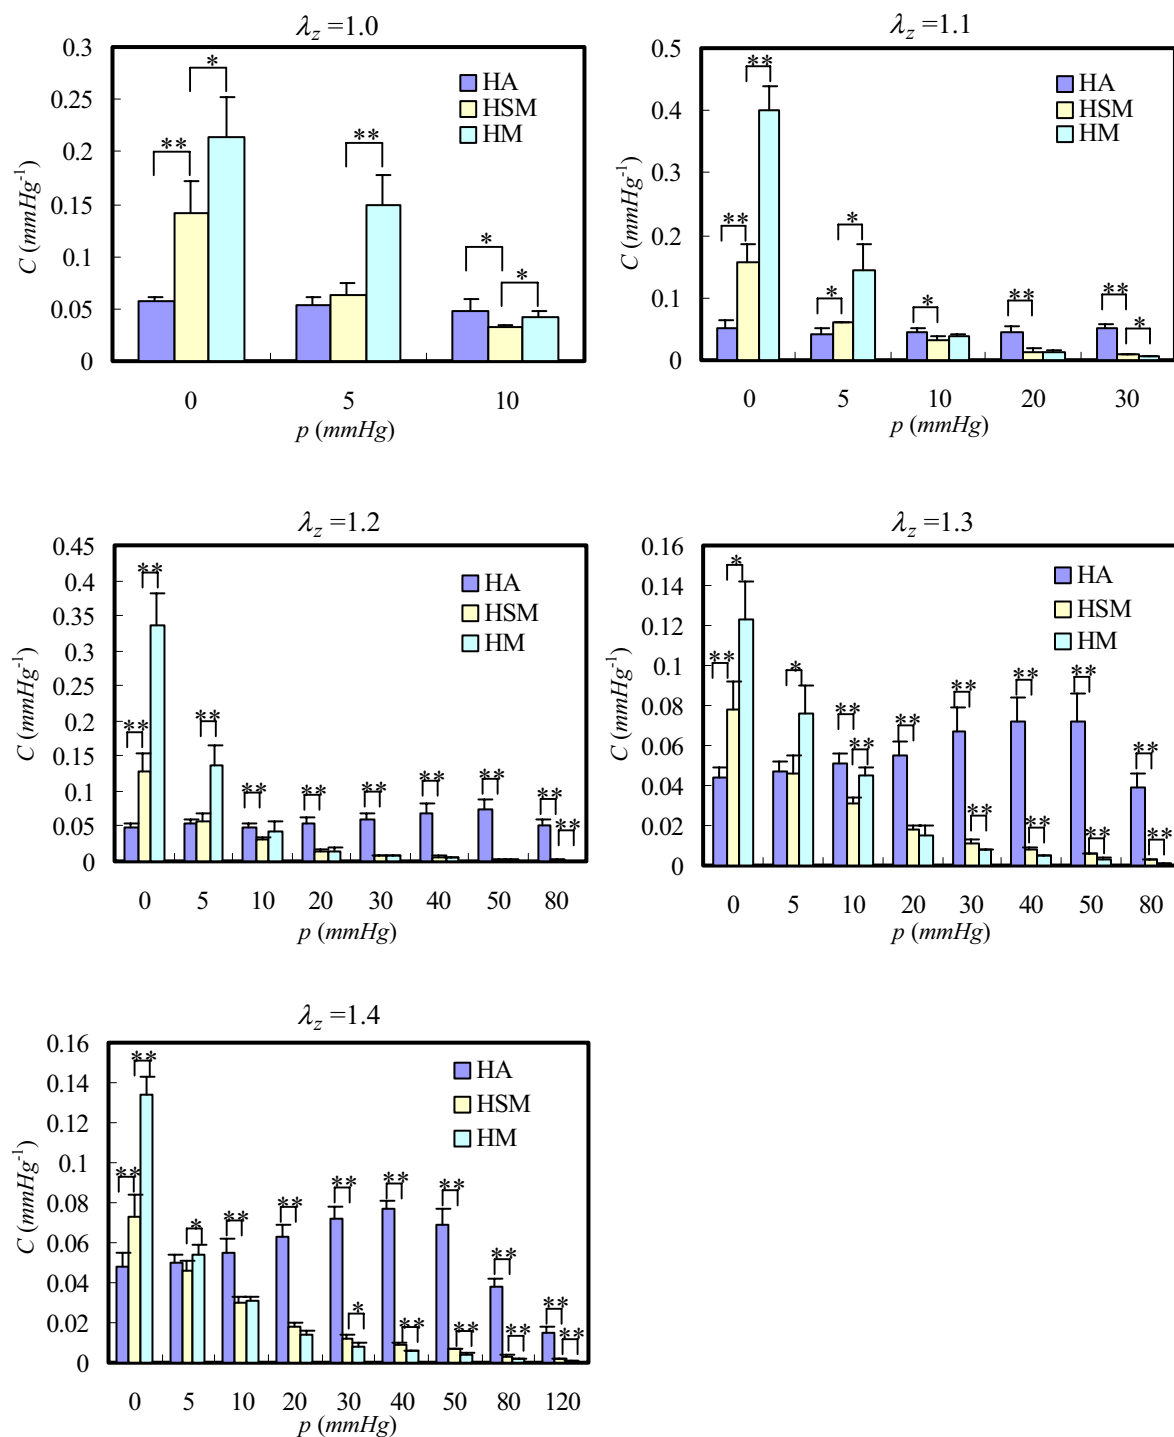 λz =1.0
0.3
0.25
0.2
0.15
0.1
0.05
0
C (mmHg-1)
HA
HSM
HM
*
**
**
*
*
0 5 10
p (mmHg)
λz =1.1
0.5
0.4
0.3
0.2
0.1
0
C (mmHg-1)
HA
HSM
HM
**
**
*
*
*
**
**
*
0 5 10 20 30
p (mmHg)
λz =1.2
0.45
0.4
0.35
0.3
0.25
0.2
0.15
0.1
0.05
0
C (mmHg-1)
HA
HSM
HM
**
**
**
**
**
**
**
**
**
**
0 5 10 20 30 40 50 80
p (mmHg)
λz =1.3
0.16
0.14
0.12
0.1
0.08
0.06
0.04
0.02
0
C (mmHg-1)
HA
HSM
HM
*
**
*
**
**
**
**
**
**
**
**
**
**
**
0 5 10 20 30 40 50 80
p (mmHg)
λz =1.4
0.16
0.14
0.12
0.1
0.08
0.06
0.04
0.02
0
C (mmHg-1)
HA
HSM
HM
**
**
*
**
**
**
*
**
**
**
**
**
**
**
**
0 5 10 20 30 40 50 80 120
p (mmHg)